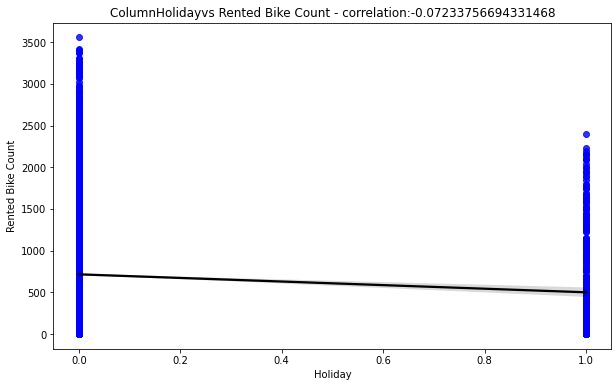 ColumnHolidayvs Rented Bike Count - correlation:-0.07233756694331468
3500
3000
2500
2000
1500
1000
500
0
Rented Bike Count
0.0 0.2 0.4 0.6 0.8 1.0
Holiday